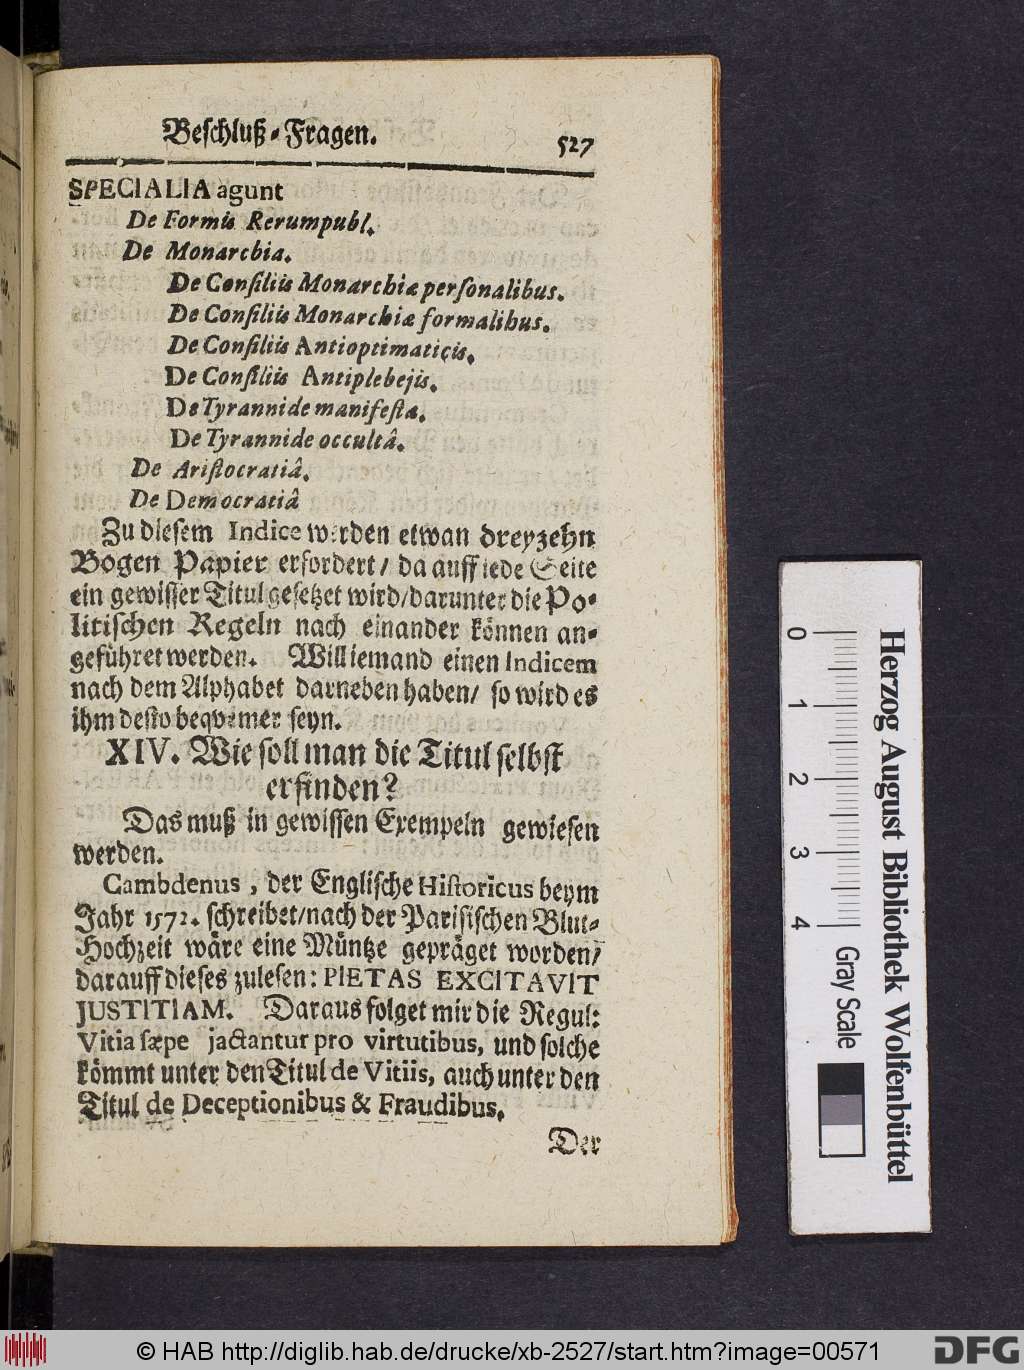 Beschluß-Fragen. 527
SPECIALIA agunt
De Formis Rerumpubl.
De Monarchia.
De Consiliis Monarchiæ personalibus.
De Consiliis Monarchiæ formalibus.
De Consiliis Antioptimaticis.
De Consiliis Antiplebejis.
De Tyrannide manifesta.
De Tyrannide occultâ.
De Aristocratiâ.
De Democratiâ
Zu diesem Indice werden etwan dreyzehn
Bogen Papier erfordert/ da auff iede Seite
ein gewisser Titul gesetzet wird/darunter die Po-
litischen Regeln nach einander können an-
geführet werden. Will iemand einen Indicem
nach dem Alphabet darneben haben/ so wird es
ihm desto beqvemer seyn.
XIV. Wie soll man die Titul selbst
erfinden?
Das muß in gewissen Exempeln gewiesen
werden.
Cambdenus, der Englische Historicus beym
Jahr 1572. schreibet/nach der Parisischen Blut-
Hochzeit wäre eine Müntze gepräget worden/
darauff dieses zulesen: PIETAS EXCITAVIT
JUSTITIAM. Daraus folget mir die Regul:
Vitia sæpe jactantur pro virtutibus, und solche
kömmt unter den Titul de Vitiis, auch unter den
Titul de Deceptionibus & Fraudibus.
Der
0 1 2 3 4
Gray Scale
Herzog August Bibliothek Wolfenbüttel
© HAB http://diglib.hab.de/drucke/xb-2527/start.htm?image=00571
DFG